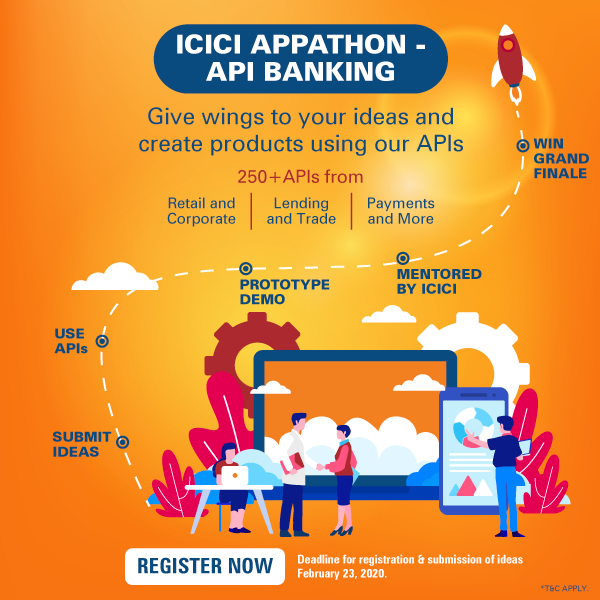 ICICI APPATHON -
API BANKING
Give wings to your ideas and
create products using our APIs
250+APIs from
Retail and
Corporate
Lending
and Trade
Payments
and More
WIN
GRAND
FINALE
MENTORED
BY ICICI
PROTOTYPE
DEMO
USE
APIs
SUBMIT
IDEAS
REGISTER NOW
Deadline for registration & submission of ideas
February 23, 2020.
*T&C APPLY.